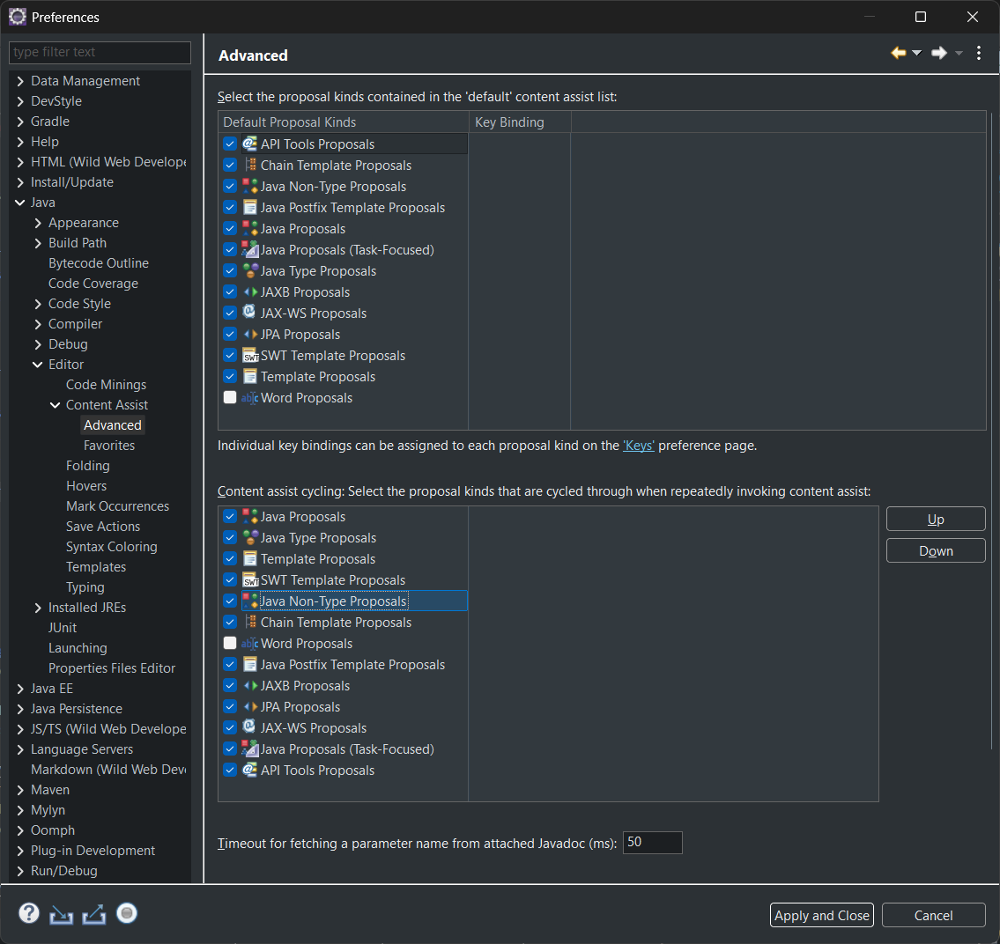 Preferences
type filter text
Data Management
DevStyle
Gradle
Help
HTML (Wild Web Develope
Install/Update
Java
Appearance
Build Path
Bytecode Outline
Code Coverage
Code Style
Compiler
Debug
Editor
Code Minings
Content Assist
Advanced
Favorites
Folding
Hovers
Mark Occurrences
Save Actions
Syntax Coloring
Templates
Typing
Installed JREs
JUnit
Launching
Properties Files Editor
Java EE
Java Persistence
JS/TS (Wild Web Develope
Language Servers
Markdown (Wild Web Dev
Maven
Mylyn
Oomph
Plug-in Development
Run/Debug
Advanced
Select the proposal kinds contained in the 'default' content assist list:
Default Proposal Kinds Key Binding
API Tools Proposals
Chain Template Proposals
Java Non-Type Proposals
Java Postfix Template Proposals
Java Proposals
Java Proposals (Task-Focused)
Java Type Proposals
JAXB Proposals
JAX-WS Proposals
JPA Proposals
SWT SWT Template Proposals
Template Proposals
Word Proposals
Individual key bindings can be assigned to each proposal kind on the 'Keys' preference page.
Content assist cycling: Select the proposal kinds that are cycled through when repeatedly invoking content assist:
Java Proposals
Java Type Proposals
Template Proposals
SWT SWT Template Proposals
Java Non-Type Proposals
Chain Template Proposals
Word Proposals
Java Postfix Template Proposals
JAXB Proposals
JPA Proposals
JAX-WS Proposals
Java Proposals (Task-Focused)
API Tools Proposals
Up
Down
Timeout for fetching a parameter name from attached Javadoc (ms): 50
Apply and Close Cancel